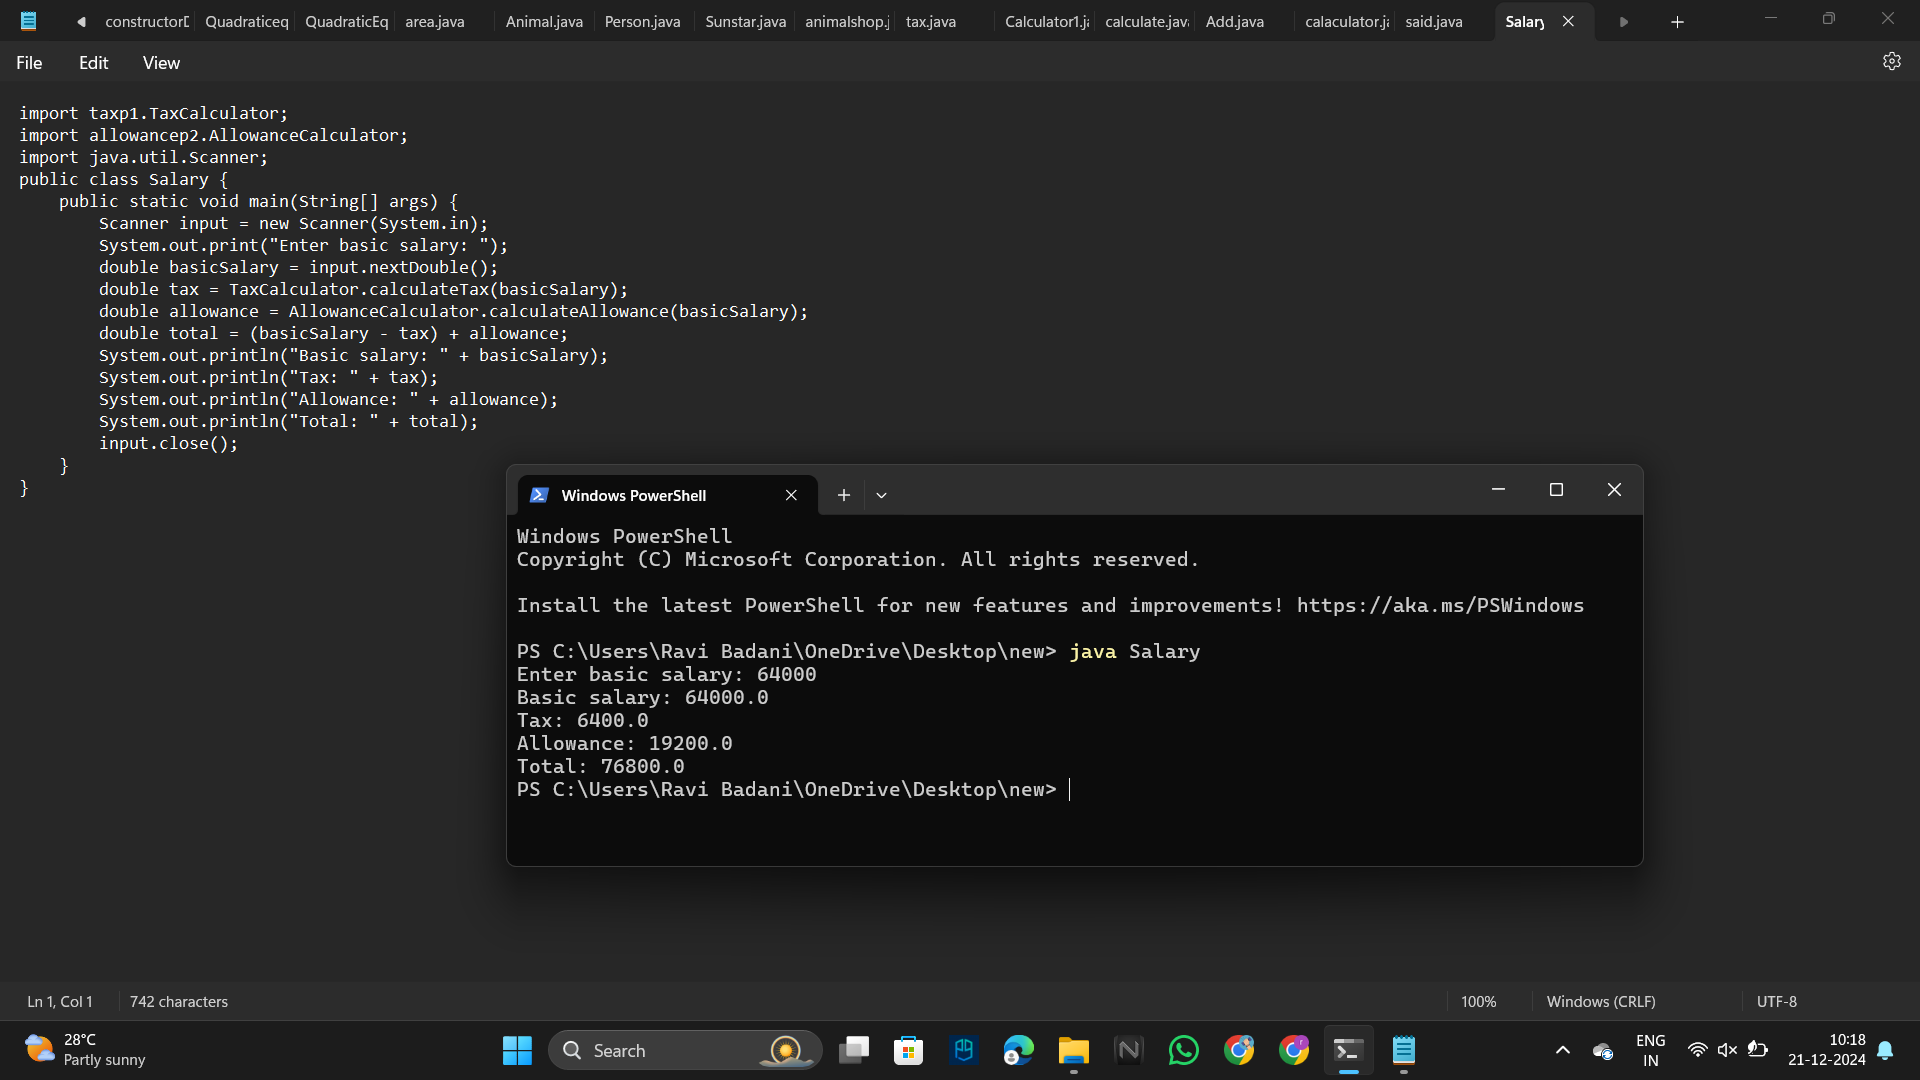 constructorD Quadraticeq QuadraticEq area.java Animal.java Person.java Sunstar.java animalshop.j tax.java Calculator1.ja calculate.java Add.java calaculator.ja said.java Salary
File Edit View
import taxp1.TaxCalculator;
import allowancep2.AllowanceCalculator;
import java.util.Scanner;
public class Salary {
    public static void main(String[] args) {
        Scanner input = new Scanner(System.in);
        System.out.print("Enter basic salary: ");
        double basicSalary = input.nextDouble();
        double tax = TaxCalculator.calculateTax(basicSalary);
        double allowance = AllowanceCalculator.calculateAllowance(basicSalary);
        double total = (basicSalary - tax) + allowance;
        System.out.println("Basic salary: " + basicSalary);
        System.out.println("Tax: " + tax);
        System.out.println("Allowance: " + allowance);
        System.out.println("Total: " + total);
        input.close();
    }
}
Windows PowerShell
Windows PowerShell
Copyright (C) Microsoft Corporation. All rights reserved.
Install the latest PowerShell for new features and improvements! https://aka.ms/PSWindows
PS C:\Users\Ravi Badani\OneDrive\Desktop\new> java Salary
Enter basic salary: 64000
Basic salary: 64000.0
Tax: 6400.0
Allowance: 19200.0
Total: 76800.0
PS C:\Users\Ravi Badani\OneDrive\Desktop\new>
Ln 1, Col 1 742 characters 100% Windows (CRLF) UTF-8
28°C
Partly sunny
Search
ENG
IN
10:18
21-12-2024